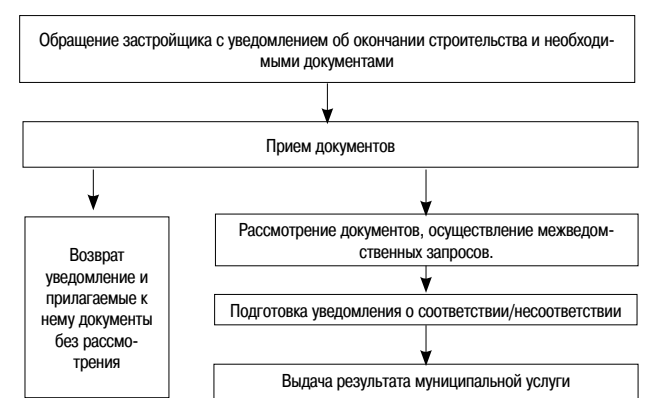 Обращение застройщика с уведомлением об окончании строительства и необходи-
мыми документами
Прием документов
Возврат
уведомление и
прилагаемые к
нему документы
без рассмо-
трения
Рассмотрение документов, осуществление межведом-
ственных запросов.
Подготовка уведомления о соответствии/несоответствии
Выдача результата муниципальной услуги